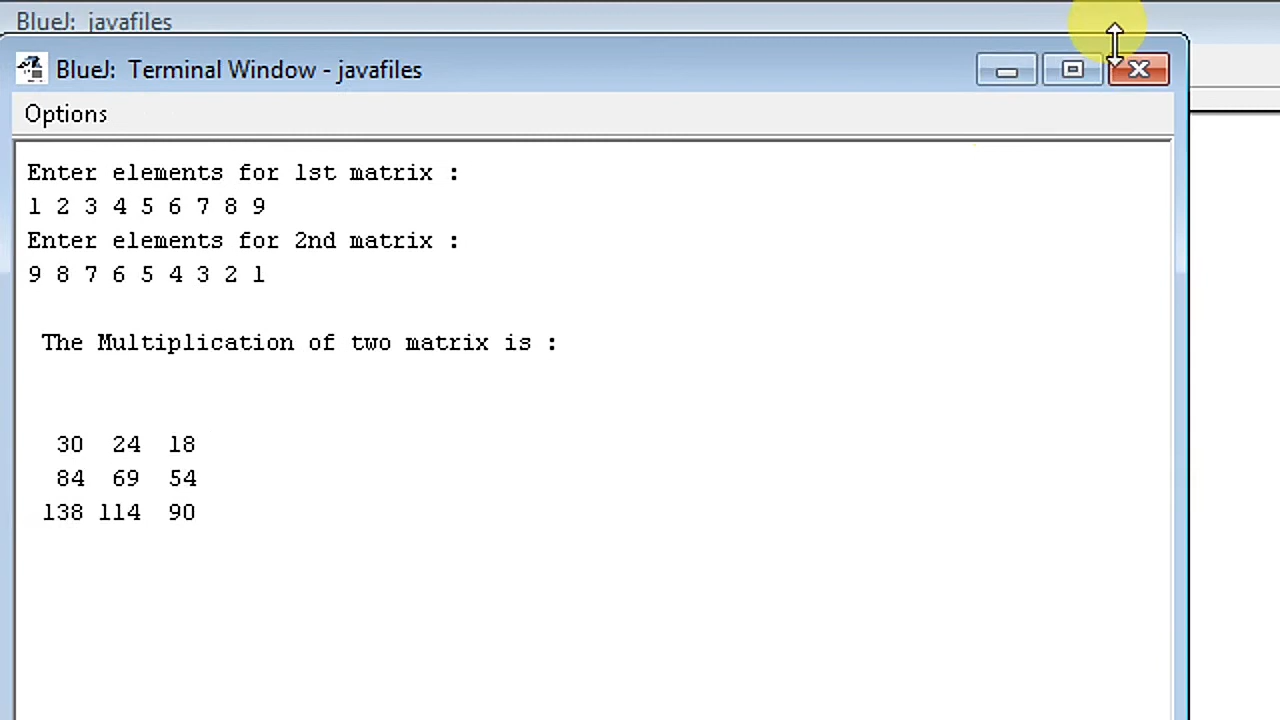 BlueJ: javafiles
BlueJ: Terminal Window - javafiles
Options
Enter elements for 1st matrix :
1 2 3 4 5 6 7 8 9
Enter elements for 2nd matrix :
9 8 7 6 5 4 3 2 1
The Multiplication of two matrix is :
30 24 18
84 69 54
138 114 90